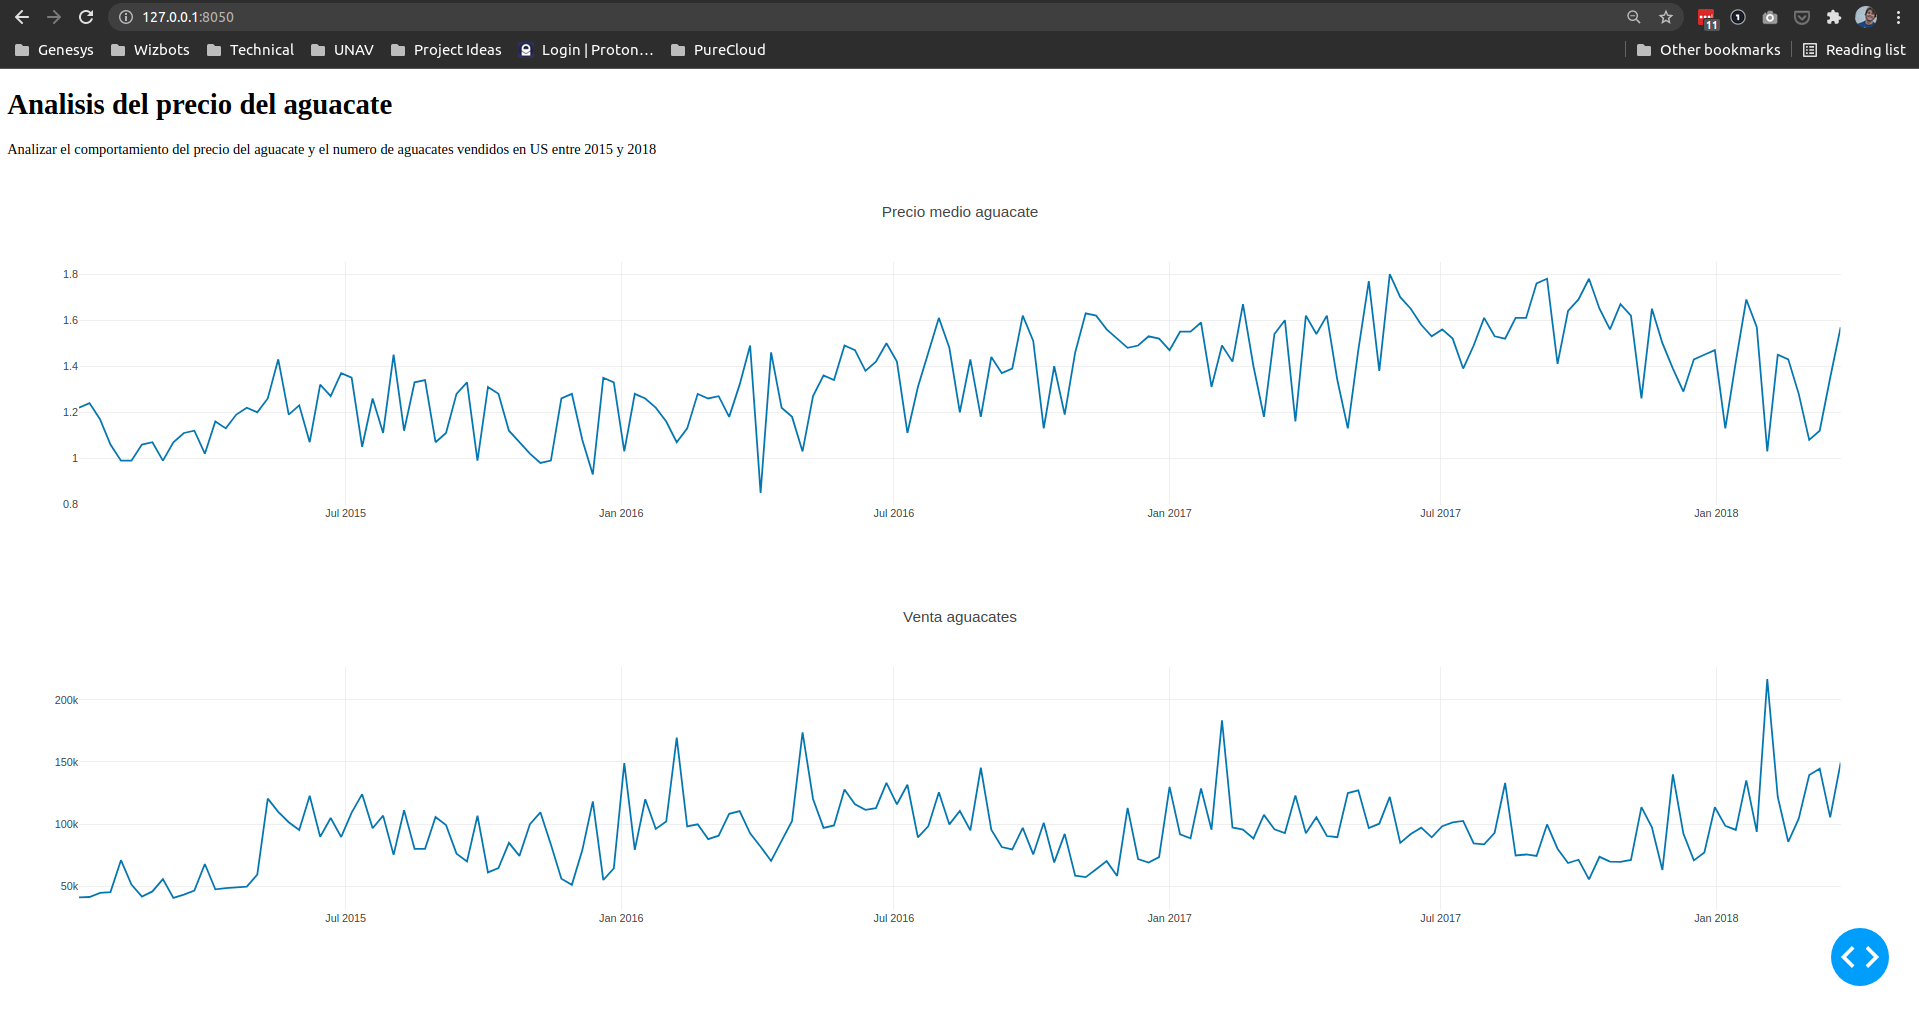 127.0.0.1:8050
11
Genesys Wizbots Technical UNAV Project Ideas Login | Proton... PureCloud Other bookmarks Reading list
Analisis del precio del aguacate
Analizar el comportamiento del precio del aguacate y el numero de aguacates vendidos en US entre 2015 y 2018
Precio medio aguacate
1.8
1.6
1.4
1.2
1
0.8
Jul 2015 Jan 2016 Jul 2016 Jan 2017 Jul 2017 Jan 2018
Venta aguacates
200k
150k
100k
50k
Jul 2015 Jan 2016 Jul 2016 Jan 2017 Jul 2017 Jan 2018